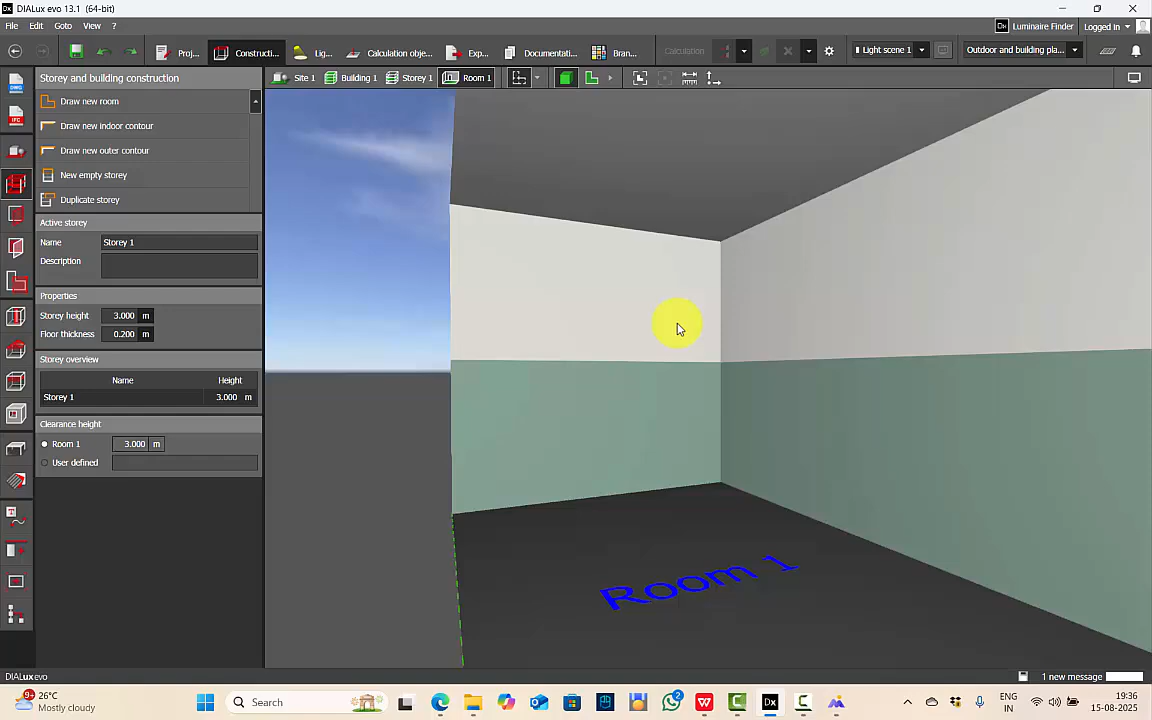 DIALux evo 13.1 (64-bit)
File Edit Goto View ?
Luminaire Finder
Logged in
Proj...
Constructi...
Lig...
Calculation obje...
Exp...
Documentati...
Bran...
Calculation
Light scene 1
Outdoor and building pla...
Storey and building construction
Site 1
Building 1
Storey 1
Room 1
Draw new room
Draw new indoor contour
Draw new outer contour
New empty storey
Duplicate storey
Active storey
Name Storey 1
Description
Properties
Storey height 3.000 m
Floor thickness 0.200 m
Storey overview
Name Height
Storey 1 3.000 m
Clearance height
Room 1 3.000 m
User defined
Room 1
DWG
IFC
DIALux evo
1 new message
9+
26°C
Mostly cloudy
Search
2
ENG
IN
19:36
15-08-2025